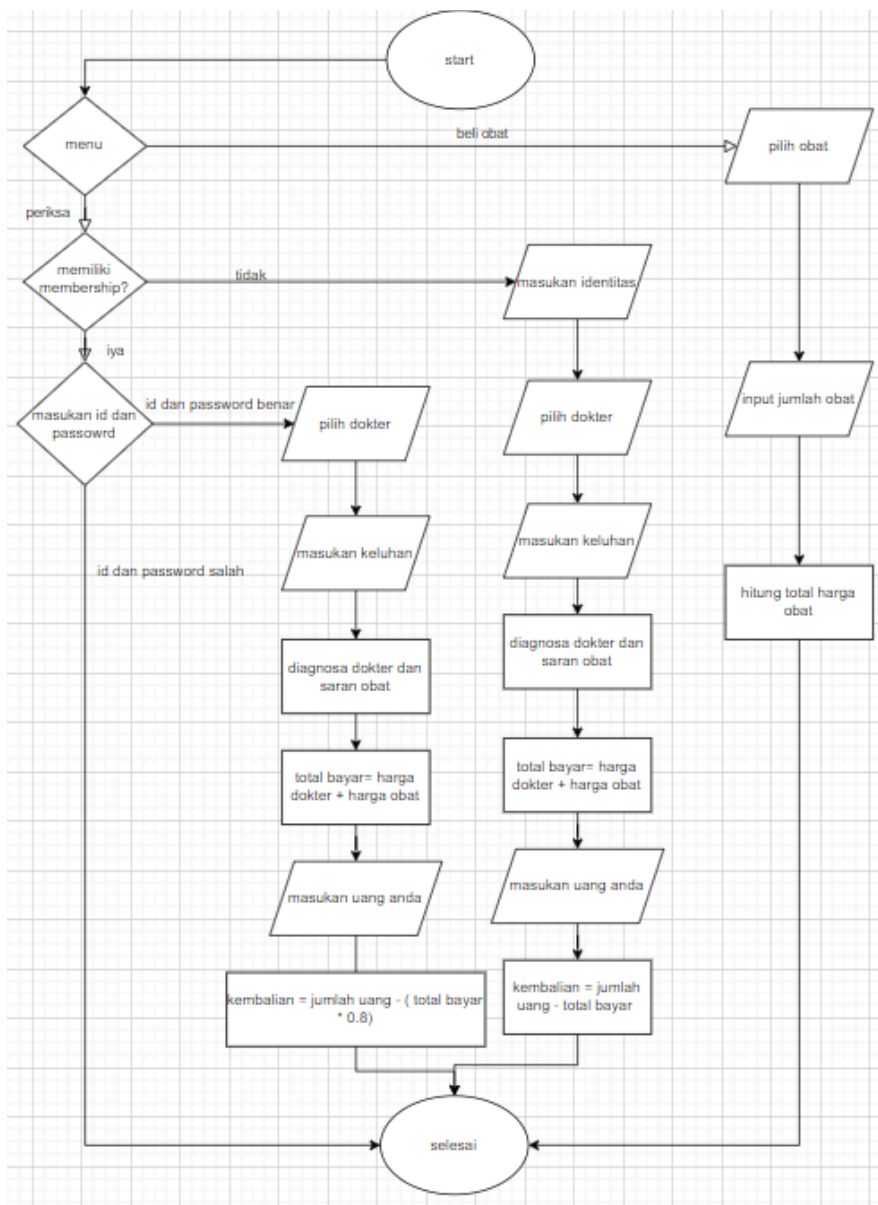 start
menu
beli obat
pilih obat
periksa
memiliki
membership?
tidak
masukan identitas
iya
masukan id dan
passowrd
id dan password benar
pilih dokter
pilih dokter
input jumlah obat
masukan keluhan
masukan keluhan
id dan password salah
hitung total harga
obat
diagnosa dokter dan
saran obat
diagnosa dokter dan
saran obat
total bayar= harga
dokter + harga obat
total bayar= harga
dokter + harga obat
masukan uang anda
masukan uang anda
kembalian = jumlah uang - ( total bayar
* 0.8)
kembalian = jumlah
uang - total bayar
selesai